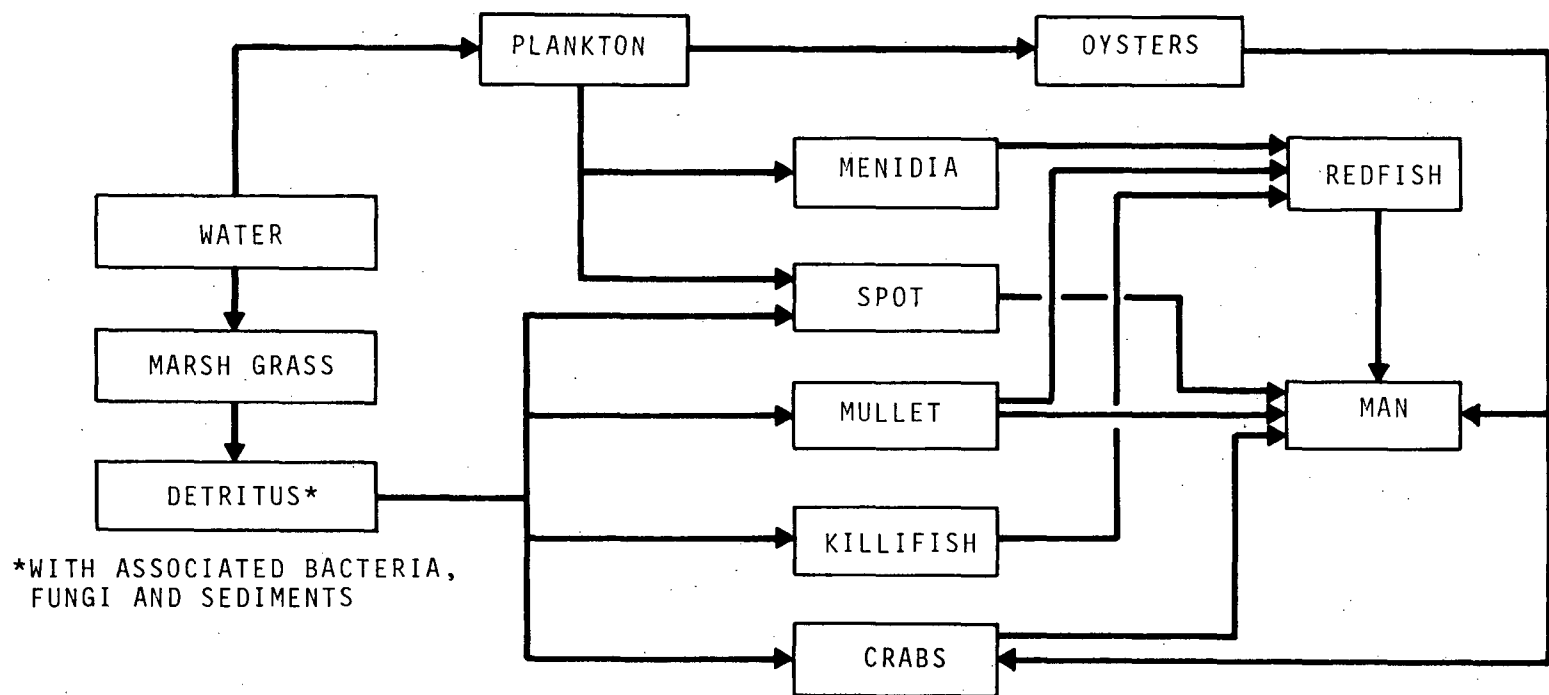 PLANKTON
OYSTERS
MENIDIA
REDFISH
WATER
SPOT
MARSH GRASS
MULLET
MAN
DETRITUS*
KILLIFISH
*WITH ASSOCIATED BACTERIA,
FUNGI AND SEDIMENTS
CRABS